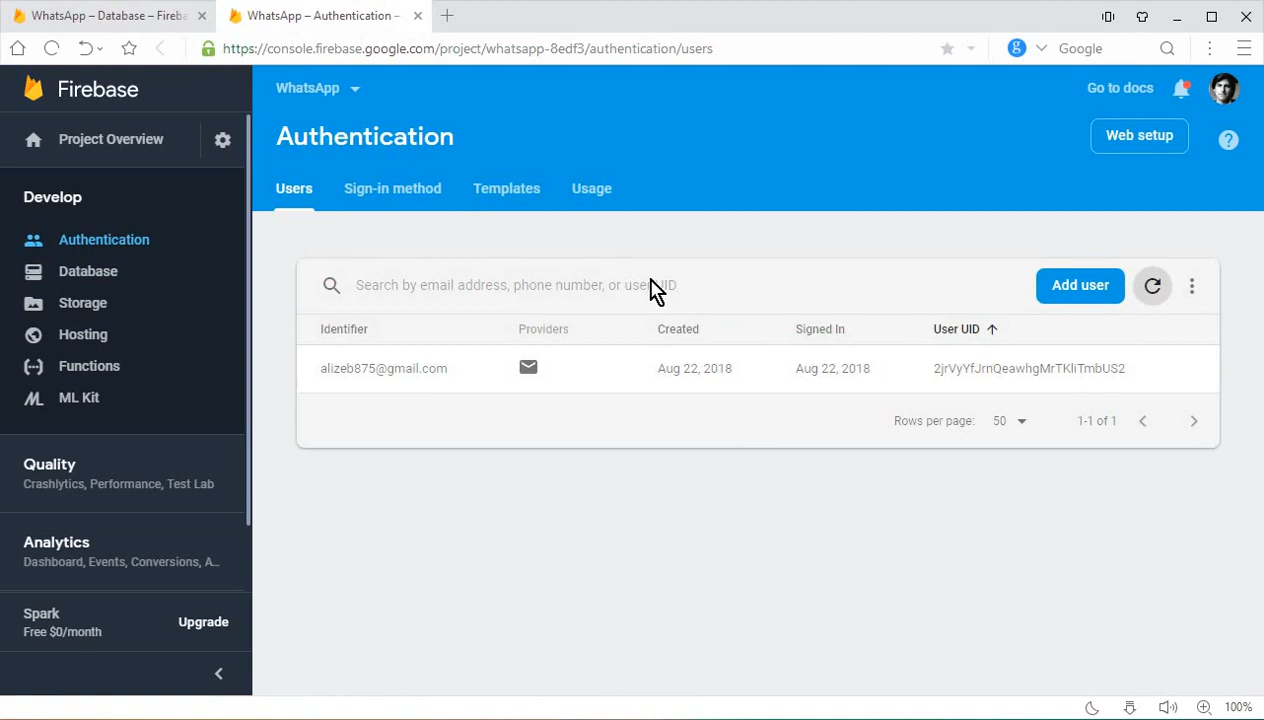 WhatsApp – Database – Fireba
WhatsApp – Authentication –
https://console.firebase.google.com/project/whatsapp-8edf3/authentication/users
Google
Firebase
WhatsApp
Go to docs
Project Overview
Authentication
Web setup
Users
Sign-in method
Templates
Usage
Develop
Authentication
Database
Storage
Hosting
Functions
ML Kit
Quality
Crashlytics, Performance, Test Lab
Analytics
Dashboard, Events, Conversions, A...
Spark
Free $0/month
Upgrade
Search by email address, phone number, or user UID
Add user
Identifier
Providers
Created
Signed In
User UID
alizeb875@gmail.com
Aug 22, 2018
Aug 22, 2018
2jrVyYfJrnQeawhgMrTKliTmbUS2
Rows per page:
50
1-1 of 1
100%